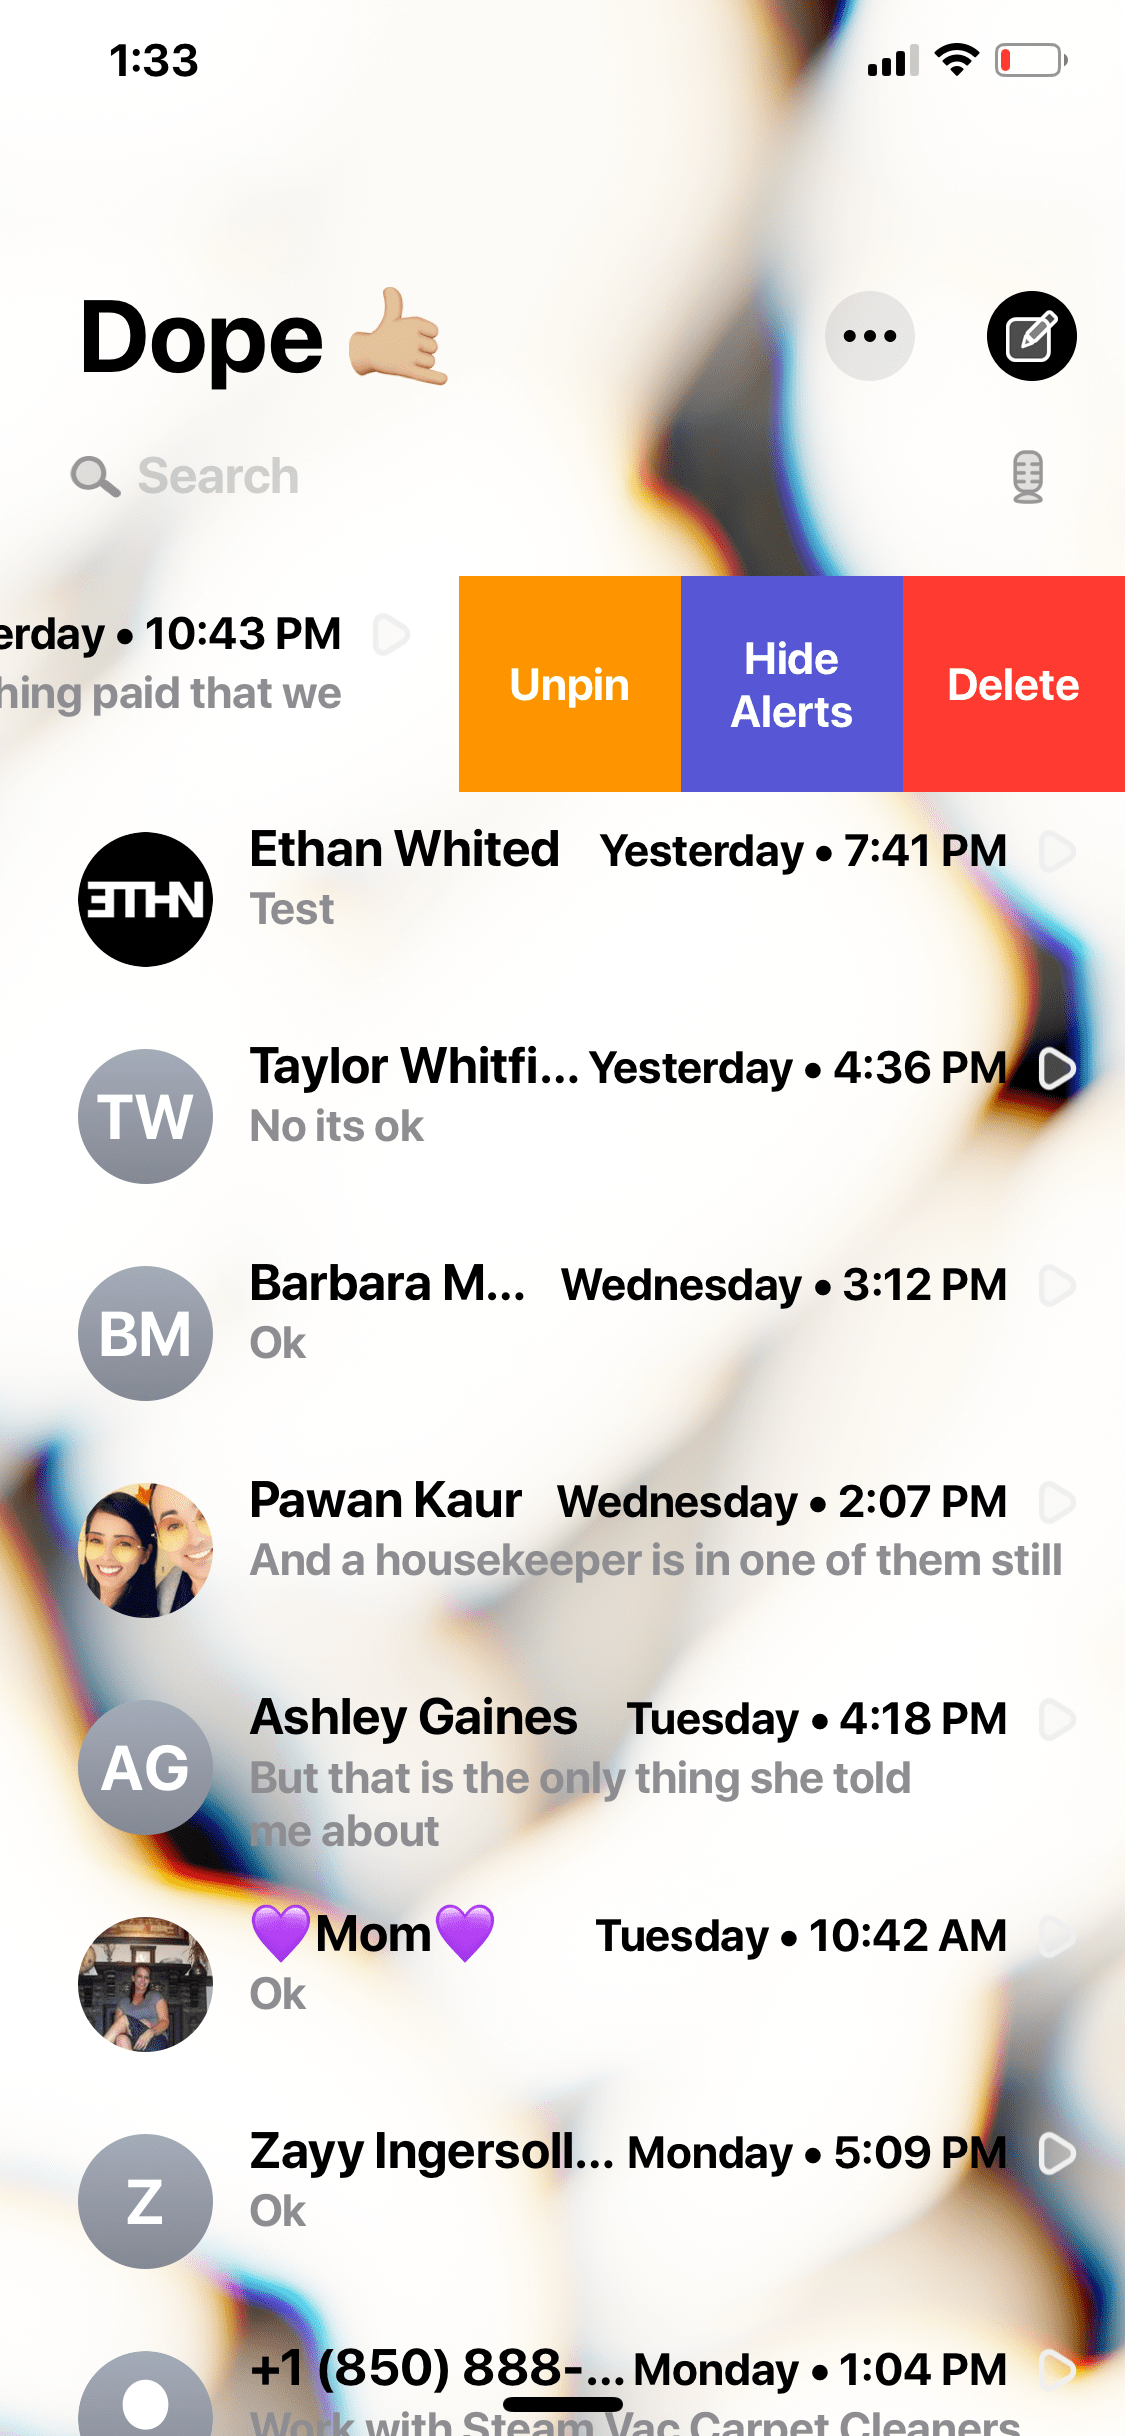 1:33
Dope 🤙🏼
Search
erday • 10:43 PM
hing paid that we
Unpin
Hide
Alerts
Delete
ETHN
Ethan Whited Yesterday • 7:41 PM
Test
TW
Taylor Whitfi... Yesterday • 4:36 PM
No its ok
BM
Barbara M... Wednesday • 3:12 PM
Ok
Pawan Kaur Wednesday • 2:07 PM
And a housekeeper is in one of them still
AG
Ashley Gaines Tuesday • 4:18 PM
But that is the only thing she told
me about
💜Mom💜 Tuesday • 10:42 AM
Ok
Z
Zayy Ingersoll... Monday • 5:09 PM
Ok
+1 (850) 888-... Monday • 1:04 PM
Work with Steam Vac Carpet Cleaners